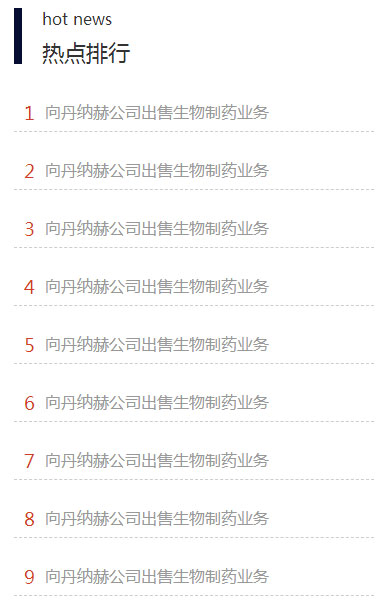 hot news
热点排行
1 向丹纳赫公司出售生物制药业务
2 向丹纳赫公司出售生物制药业务
3 向丹纳赫公司出售生物制药业务
4 向丹纳赫公司出售生物制药业务
5 向丹纳赫公司出售生物制药业务
6 向丹纳赫公司出售生物制药业务
7 向丹纳赫公司出售生物制药业务
8 向丹纳赫公司出售生物制药业务
9 向丹纳赫公司出售生物制药业务